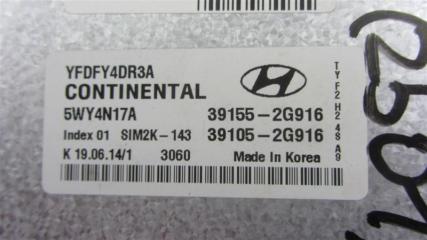 YFDFY4DR3A
CONTINENTAL
5WY4N17A 39155-2G916
Index 01 SIM2K-143 39105-2G916
K 19.06.14/1 3060 Made in Korea